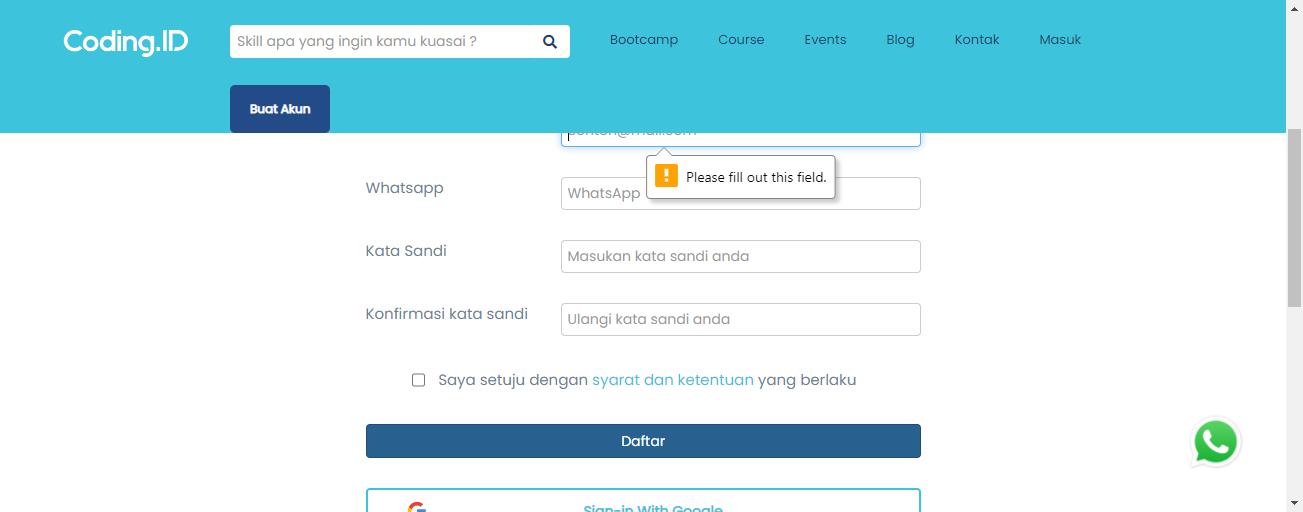 Coding.ID
Skill apa yang ingin kamu kuasai ?
Bootcamp
Course
Events
Blog
Kontak
Masuk
Buat Akun
Please fill out this field.
Whatsapp
WhatsApp
Kata Sandi
Masukan kata sandi anda
Konfirmasi kata sandi
Ulangi kata sandi anda
Saya setuju dengan syarat dan ketentuan yang berlaku
Daftar
Sign-in With Google